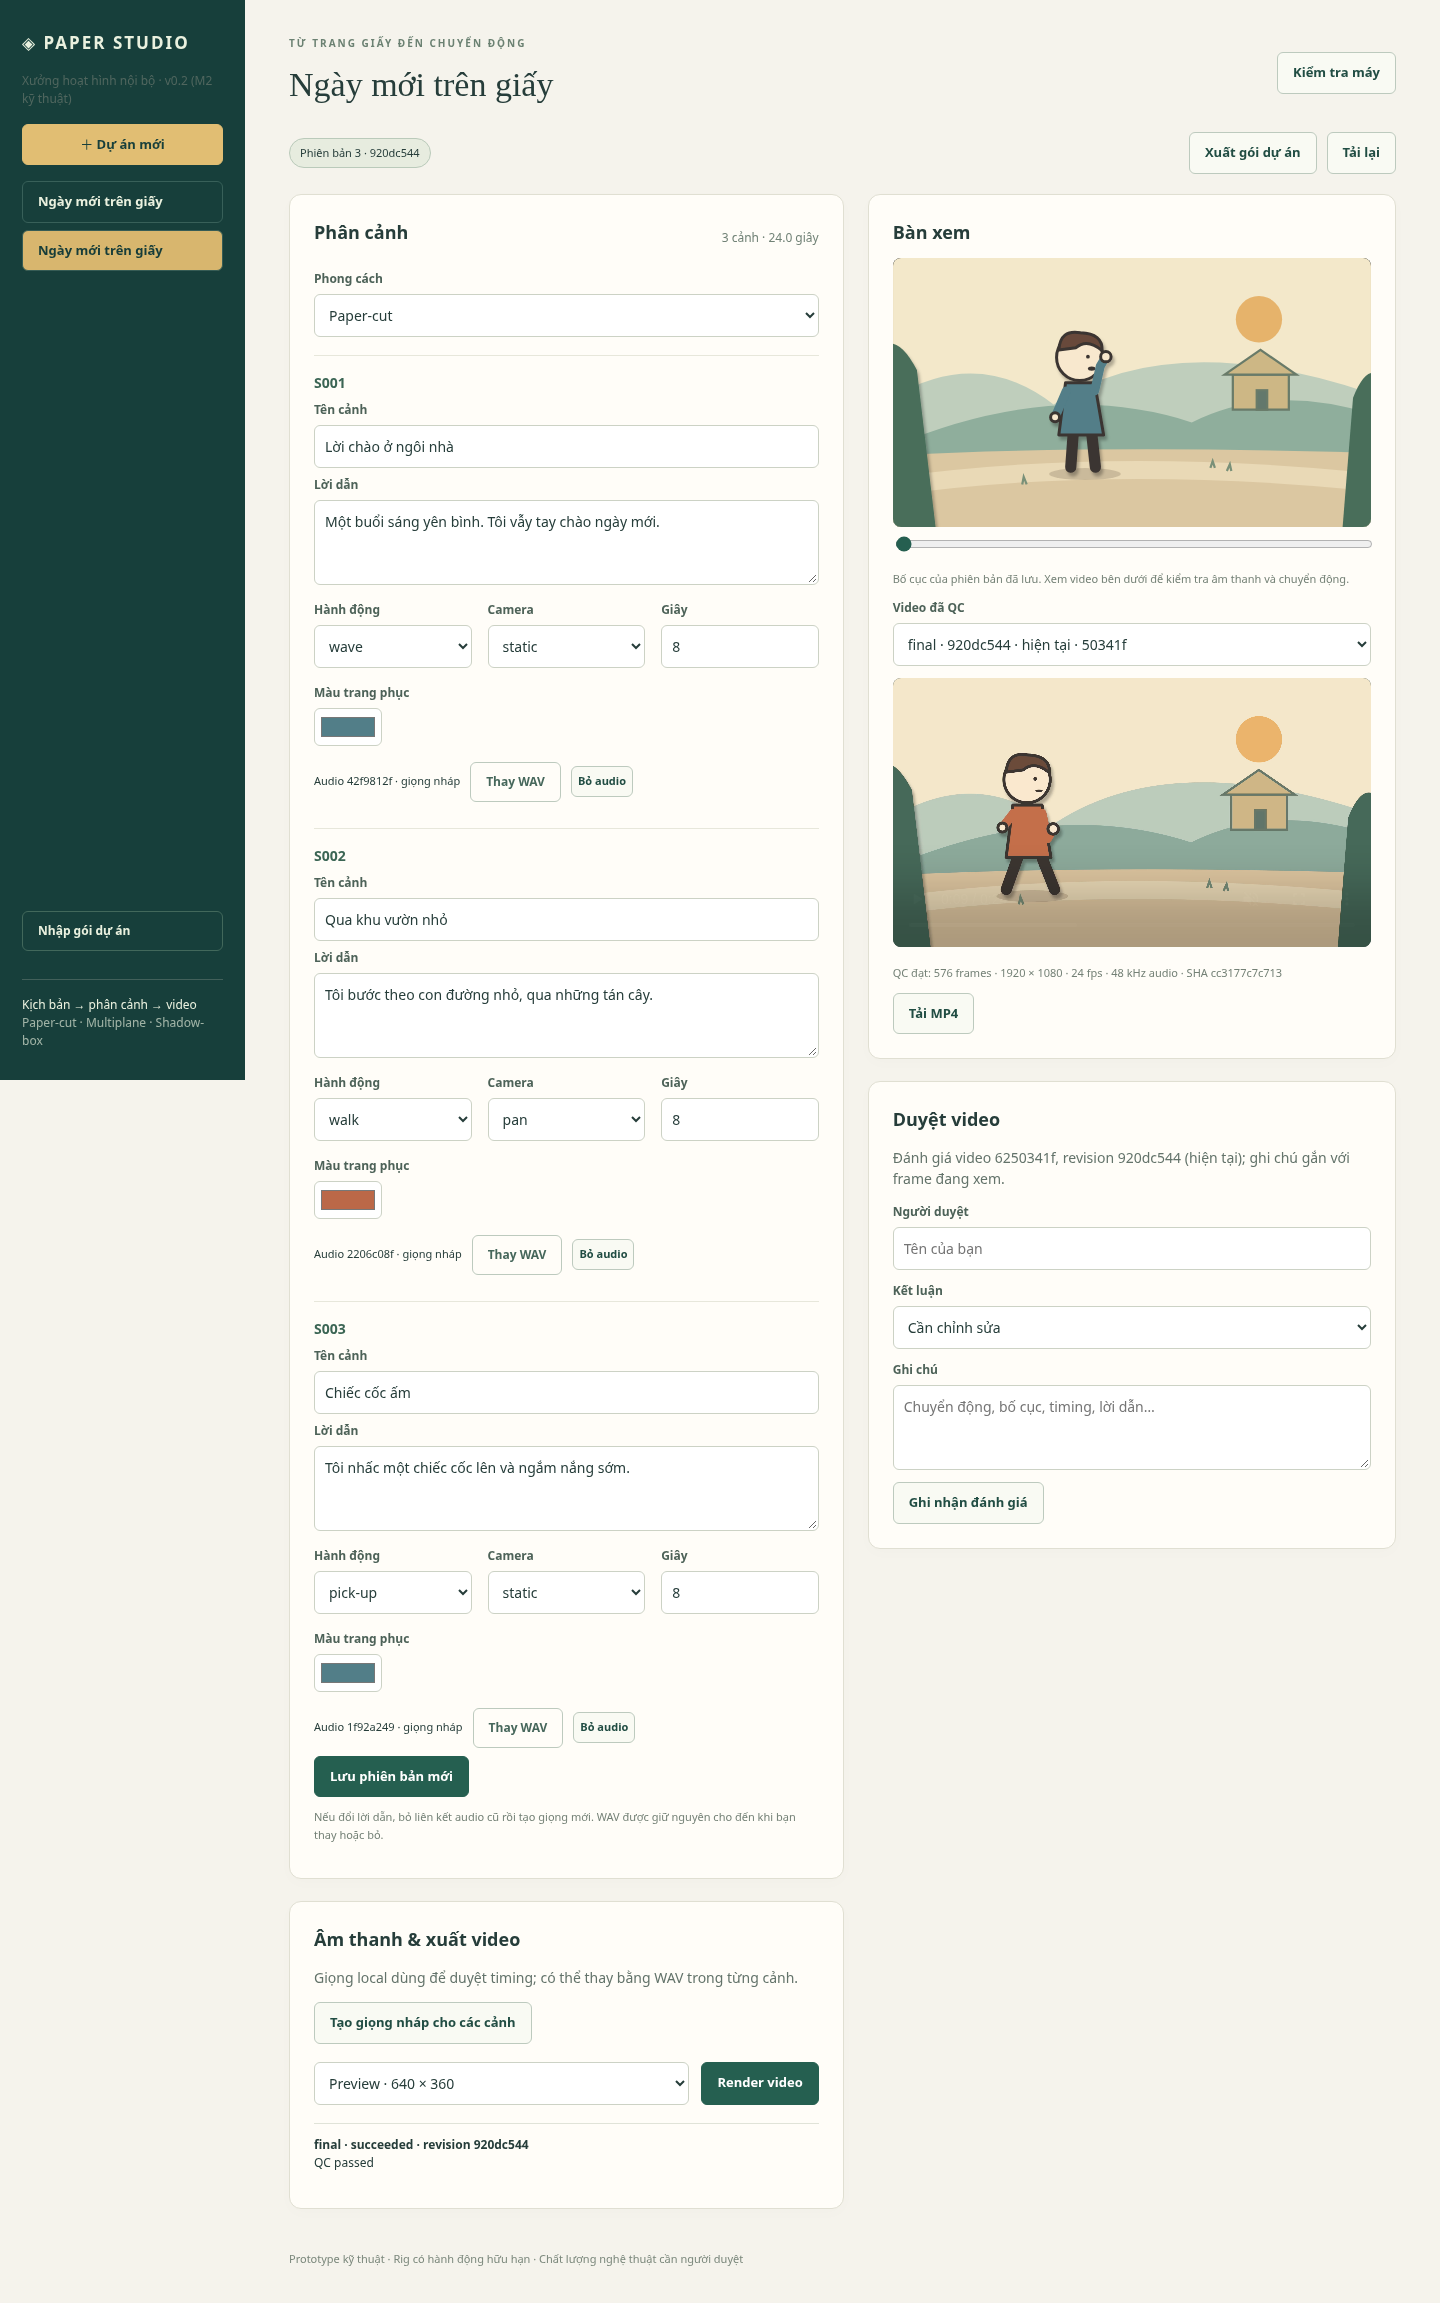 ◈ PAPER STUDIO
Xưởng hoạt hình nội bộ · v0.2 (M2
kỹ thuật)
＋ Dự án mới
Ngày mới trên giấy
Ngày mới trên giấy
Nhập gói dự án
Kịch bản → phân cảnh → video
Paper-cut · Multiplane · Shadow-
box
TỪ TRANG GIẤY ĐẾN CHUYỂN ĐỘNG
Ngày mới trên giấy
Kiểm tra máy
Phiên bản 3 · 920dc544
Xuất gói dự án
Tải lại
Phân cảnh
3 cảnh · 24.0 giây
Phong cách
Paper-cut
S001
Tên cảnh
Lời chào ở ngôi nhà
Lời dẫn
Một buổi sáng yên bình. Tôi vẫy tay chào ngày mới.
Hành động
Camera
Giây
wave
static
8
Màu trang phục
Audio 42f9812f · giọng nháp
Thay WAV
Bỏ audio
S002
Tên cảnh
Qua khu vườn nhỏ
Lời dẫn
Tôi bước theo con đường nhỏ, qua những tán cây.
Hành động
Camera
Giây
walk
pan
8
Màu trang phục
Audio 2206c08f · giọng nháp
Thay WAV
Bỏ audio
S003
Tên cảnh
Chiếc cốc ấm
Lời dẫn
Tôi nhấc một chiếc cốc lên và ngắm nắng sớm.
Hành động
Camera
Giây
pick-up
static
8
Màu trang phục
Audio 1f92a249 · giọng nháp
Thay WAV
Bỏ audio
Lưu phiên bản mới
Nếu đổi lời dẫn, bỏ liên kết audio cũ rồi tạo giọng mới. WAV được giữ nguyên cho đến khi bạn
thay hoặc bỏ.
Âm thanh & xuất video
Giọng local dùng để duyệt timing; có thể thay bằng WAV trong từng cảnh.
Tạo giọng nháp cho các cảnh
Preview · 640 × 360
Render video
final · succeeded · revision 920dc544
QC passed
Bàn xem
Bố cục của phiên bản đã lưu. Xem video bên dưới để kiểm tra âm thanh và chuyển động.
Video đã QC
final · 920dc544 · hiện tại · 50341f
QC đạt: 576 frames · 1920 × 1080 · 24 fps · 48 kHz audio · SHA cc3177c7c713
Tải MP4
Duyệt video
Đánh giá video 6250341f, revision 920dc544 (hiện tại); ghi chú gắn với
frame đang xem.
Người duyệt
Tên của bạn
Kết luận
Cần chỉnh sửa
Ghi chú
Chuyển động, bố cục, timing, lời dẫn...
Ghi nhận đánh giá
Prototype kỹ thuật · Rig có hành động hữu hạn · Chất lượng nghệ thuật cần người duyệt